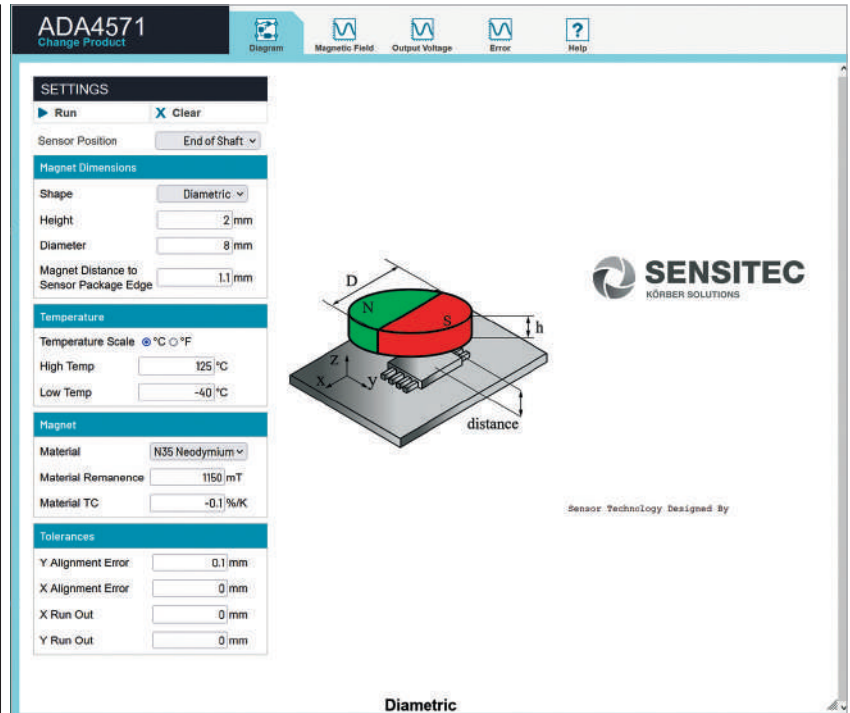 ADA4571
Change Product
Diagram
Magnetic Field
Output Voltage
Error
?
Help
SETTINGS
Run
X Clear
Sensor Position End of Shaft
Magnet Dimensions
Shape Diametric
Height 2 mm
Diameter 8 mm
Magnet Distance to
Sensor Package Edge 1.1 mm
Temperature
Temperature Scale °C °F
High Temp 125 °C
Low Temp -40 °C
Magnet
Material N35 Neodymium
Material Remanence 1150 mT
Material TC -0.1 %/K
Tolerances
Y Alignment Error 0.1 mm
X Alignment Error 0 mm
X Run Out 0 mm
Y Run Out 0 mm
D
N
S
h
Z
X
y
distance
SENSITEC
KÖRBER SOLUTIONS
Sensor Technology Designed By
Diametric